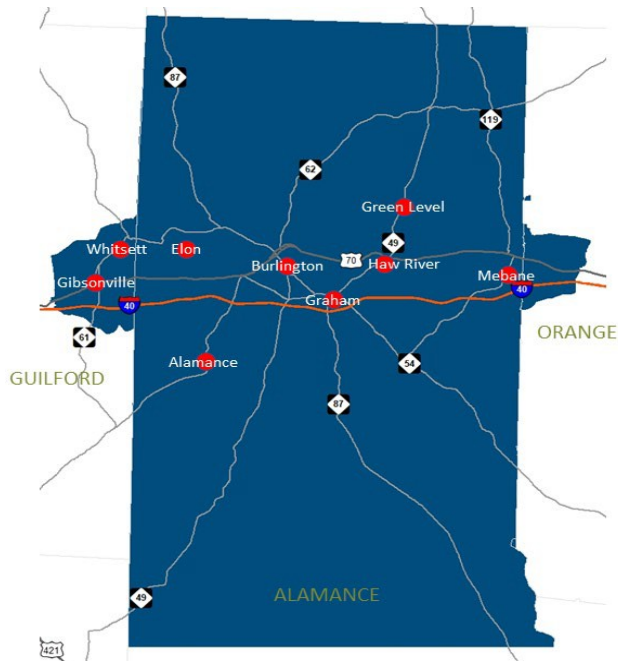 87
119
62
Green Level
49
Whitsett
Elon
70
Haw River
Burlington
Gibsonville
Mebane
40
Graham
40
61
ORANGE
Alamance
54
GUILFORD
87
ALAMANCE
49
421